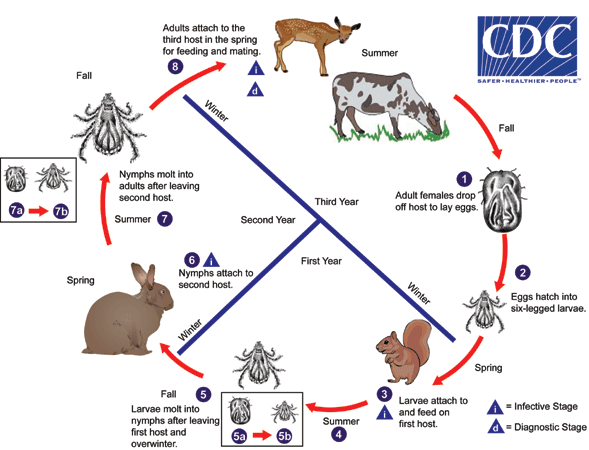 Adults attach to the
third host in the spring
for feeding and mating.
8
i
d
Summer
CDC
SAFER • HEALTHIER • PEOPLE™
Fall
Winter
Fall
1
Adult females drop
off host to lay eggs.
Nymphs molt into
adults after leaving
second host.
7a
7b
Summer
7
Third Year
Second Year
First Year
6
i
Nymphs attach to
second host.
Spring
2
Eggs hatch into
six-legged larvae.
Winter
Winter
Spring
3
i
Larvae attach to
and feed on
first host.
Fall
5
Larvae molt into
nymphs after leaving
first host and
overwinter.
5a
5b
Summer
4
i = Infective Stage
d = Diagnostic Stage